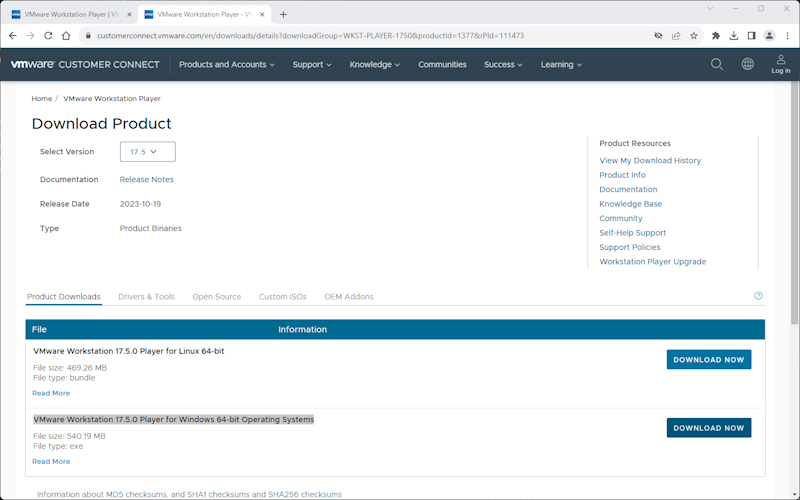 VMware Workstation Player | VM
VMware Workstation Player - V
customerconnect.vmware.com/en/downloads/details?downloadGroup=WKST-PLAYER-1750&productId=1377&rPId=111473
vmware CUSTOMER CONNECT
Products and Accounts
Support
Knowledge
Communities
Success
Learning
Log in
Home / VMware Workstation Player
Download Product
Select Version
17.5
Documentation
Release Notes
Release Date
2023-10-19
Type
Product Binaries
Product Resources
View My Download History
Product Info
Documentation
Knowledge Base
Community
Self-Help Support
Support Policies
Workstation Player Upgrade
Product Downloads
Drivers & Tools
Open Source
Custom ISOs
OEM Addons
File
Information
VMware Workstation 17.5.0 Player for Linux 64-bit
File size: 469.26 MB
File type: bundle
Read More
DOWNLOAD NOW
VMware Workstation 17.5.0 Player for Windows 64-bit Operating Systems
File size: 540.19 MB
File type: exe
Read More
DOWNLOAD NOW
Information about MD5 checksums, and SHA1 checksums and SHA256 checksums